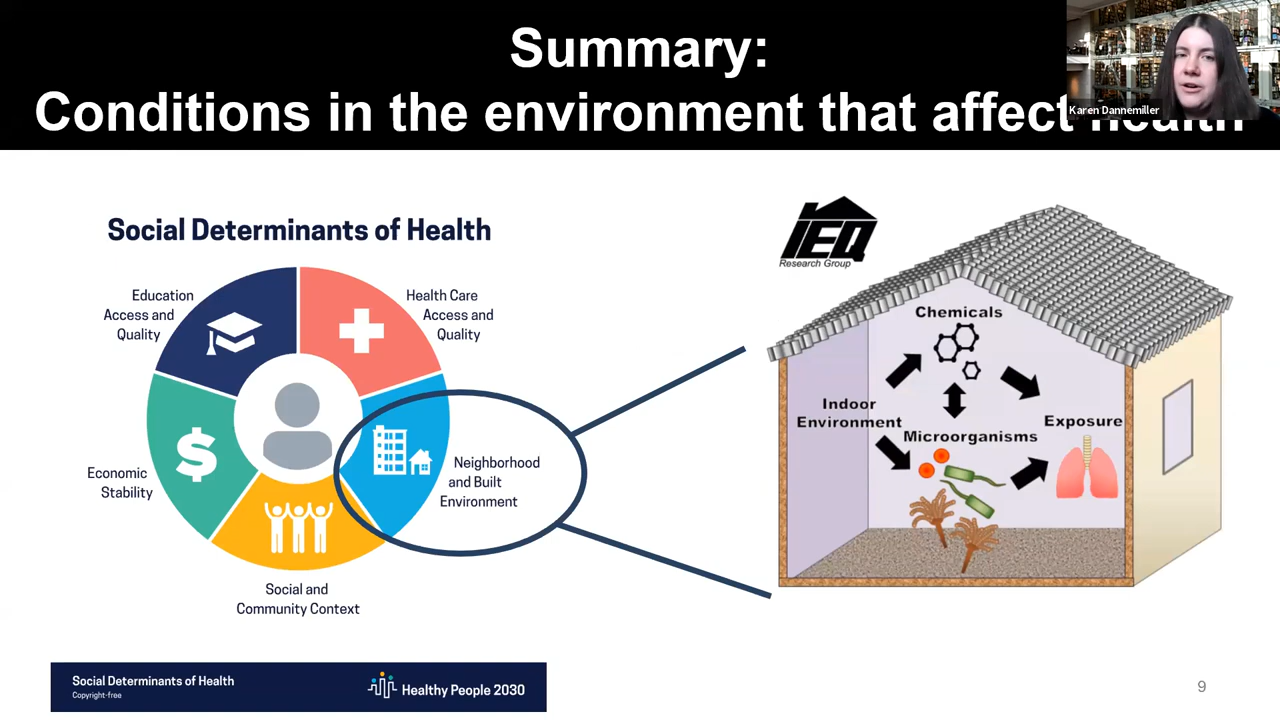 Summary:
Conditions in the environment that affect health
Karen Dannemiller
Social Determinants of Health
Education
Access and
Quality
Health Care
Access and
Quality
Economic
Stability
Neighborhood
and Built
Environment
Social and
Community Context
Social Determinants of Health
Copyright-free
Healthy People 2030
IEQ
Research Group
Chemicals
Indoor
Environment
Microorganisms
Exposure
9